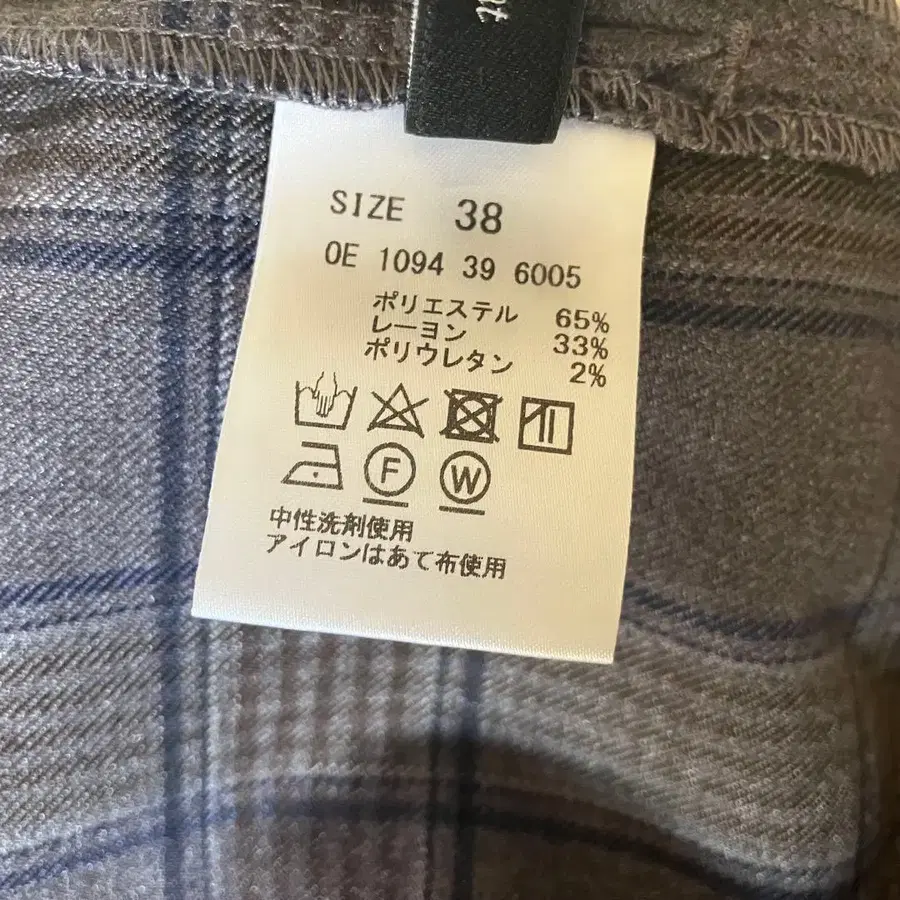 SIZE 38
0E 1094 39 6005
ポリエステル 65%
レーヨン 33%
ポリウレタン 2%
F W
中性洗剤使用
アイロンはあて布使用